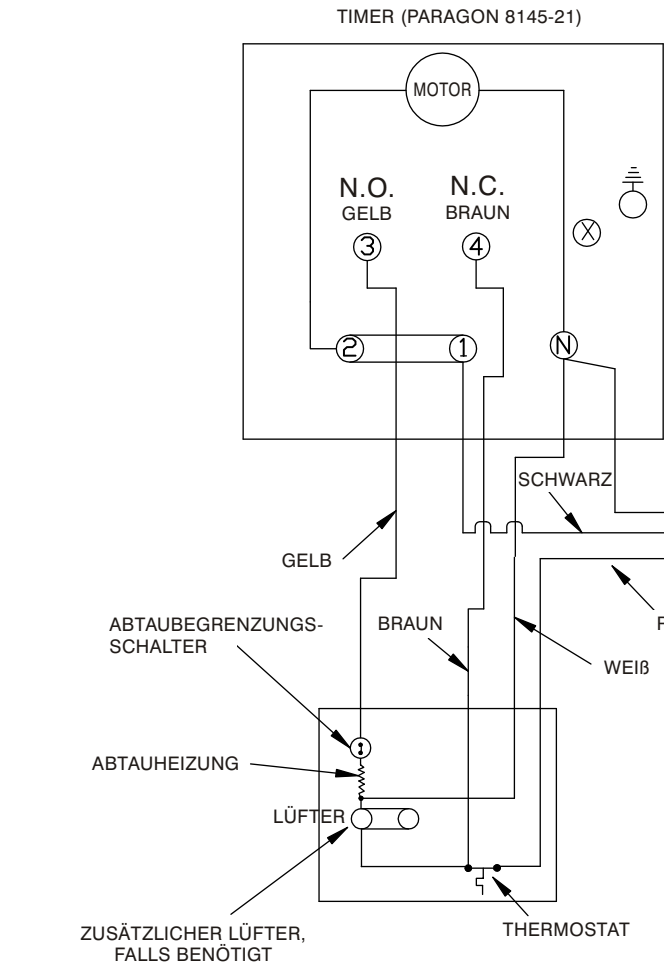 TIMER (PARAGON 8145-21)
MOTOR
N.O.
GELB
N.C.
BRAUN
3
4
X
2
1
N
SCHWARZ
GELB
ABTAUBEGRENZUNGS-
SCHALTER
BRAUN
WEIß
ABTAUHEIZUNG
LÜFTER
ZUSÄTZLICHER LÜFTER,
FALLS BENÖTIGT
THERMOSTAT